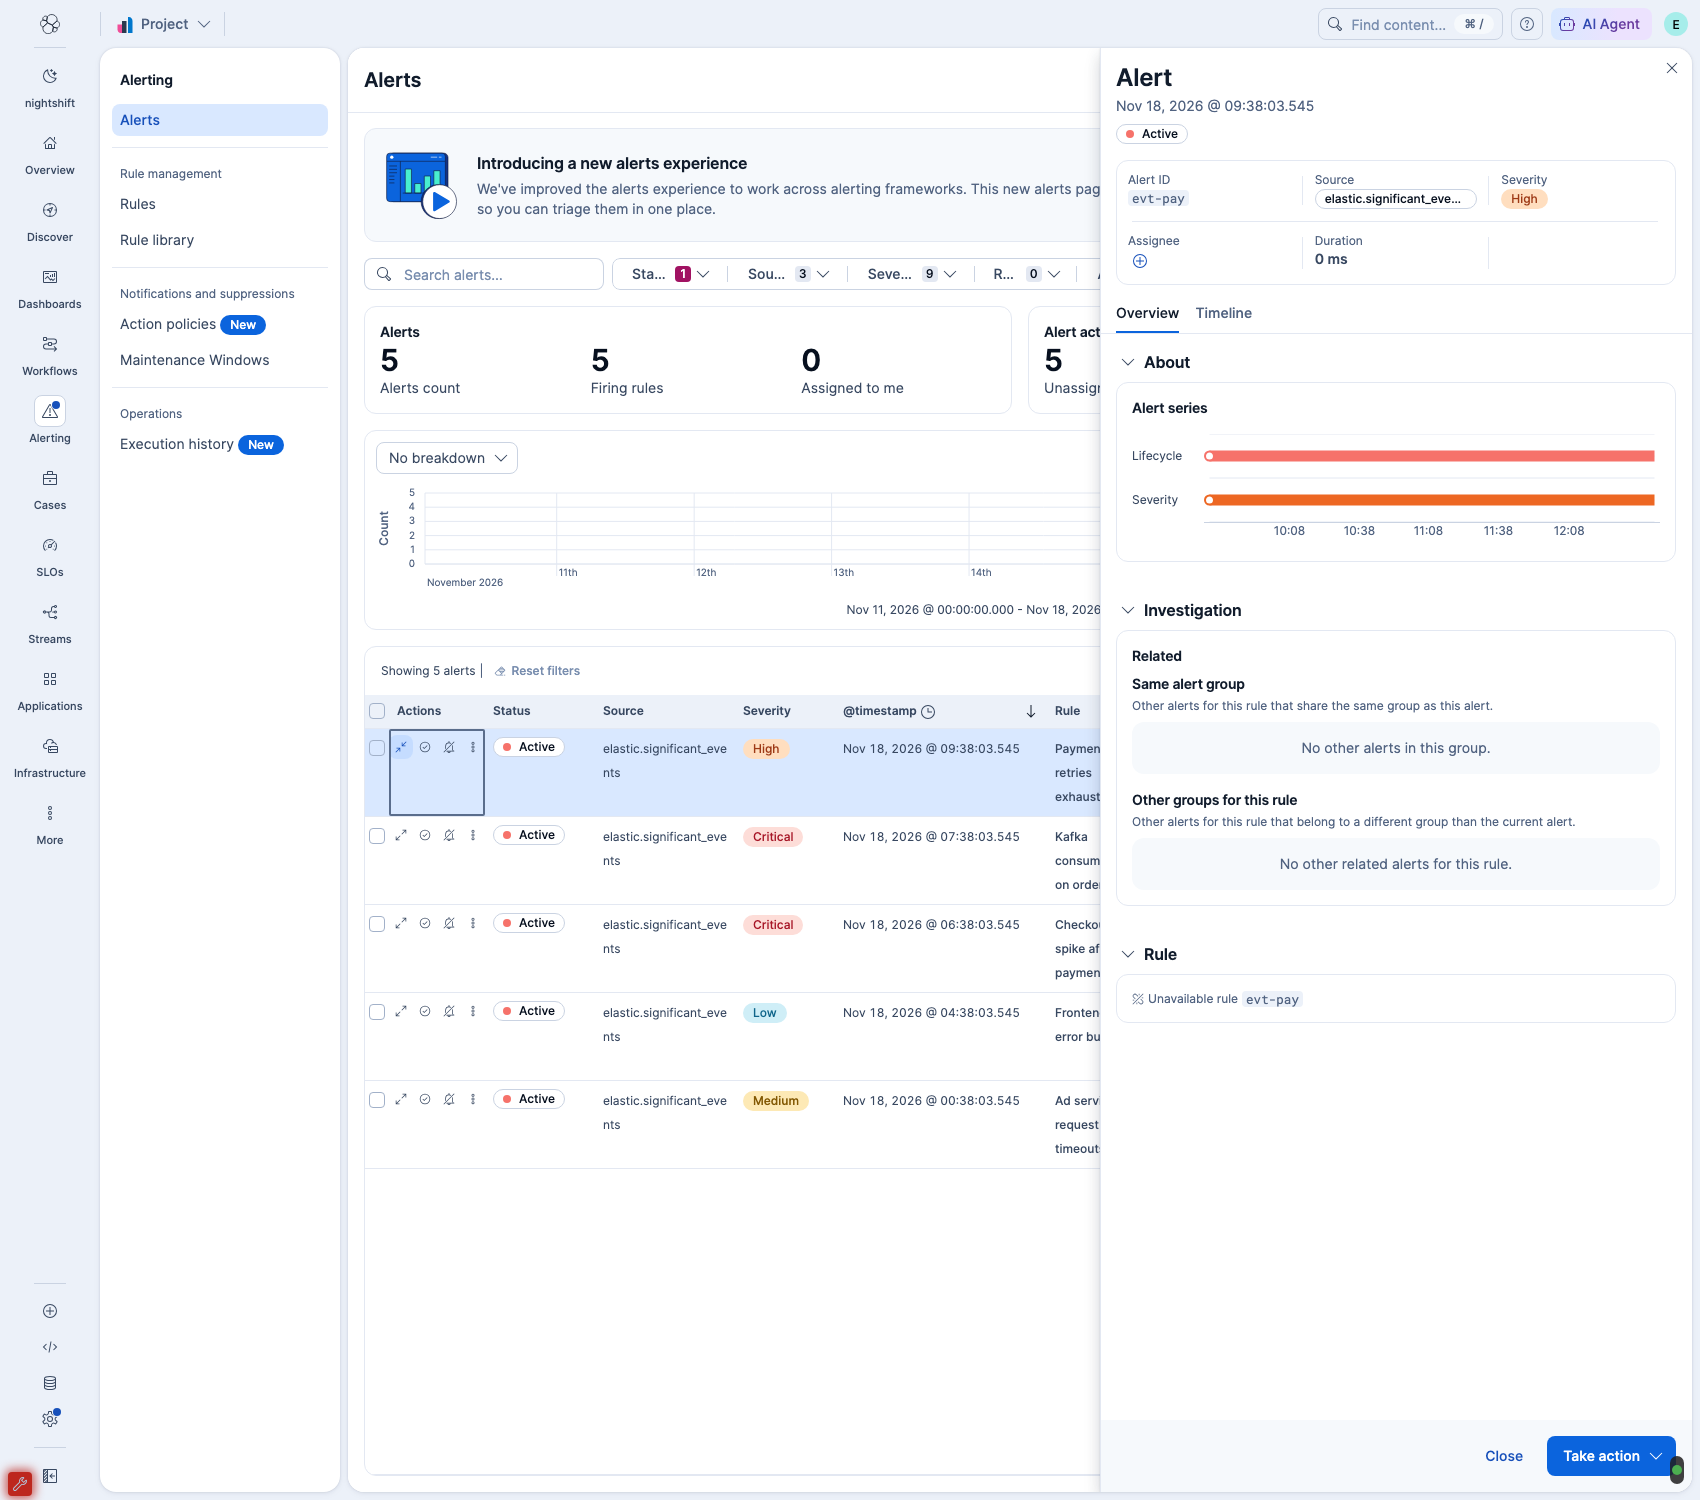 Project
Find content...
⌘ /
AI Agent
E
nightshift
Overview
Discover
Dashboards
Workflows
Alerting
Cases
SLOs
Streams
Applications
Infrastructure
More
Alerting
Alerts
Rule management
Rules
Rule library
Notifications and suppressions
Action policies New
Maintenance Windows
Operations
Execution history New
Alerts
Introducing a new alerts experience
We've improved the alerts experience to work across alerting frameworks. This new alerts pag
so you can triage them in one place.
Search alerts...
Sta... 1
Sou... 3
Seve... 9
R... 0
Alerts
5
Alerts count
5
Firing rules
0
Assigned to me
Alert act
5
Unassign
No breakdown
Count
5
4
3
2
1
0
11th
12th
13th
14th
November 2026
Nov 11, 2026 @ 00:00:00.000 - Nov 18, 2026
Showing 5 alerts
Reset filters
Actions Status Source Severity @timestamp Rule
Active elastic.significant_eve High Nov 18, 2026 @ 09:38:03.545 Paymen
nts retries
exhaust
Active elastic.significant_eve Critical Nov 18, 2026 @ 07:38:03.545 Kafka
nts consum
on orde
Active elastic.significant_eve Critical Nov 18, 2026 @ 06:38:03.545 Checkou
nts spike af
paymen
Active elastic.significant_eve Low Nov 18, 2026 @ 04:38:03.545 Fronten
nts error bu
Active elastic.significant_eve Medium Nov 18, 2026 @ 00:38:03.545 Ad serv
nts request
timeout
Alert
Nov 18, 2026 @ 09:38:03.545
Active
Alert ID
evt-pay
Source
elastic.significant_eve...
Severity
High
Assignee
Duration
0 ms
Overview
Timeline
About
Alert series
Lifecycle
Severity
10:08 10:38 11:08 11:38 12:08
Investigation
Related
Same alert group
Other alerts for this rule that share the same group as this alert.
No other alerts in this group.
Other groups for this rule
Other alerts for this rule that belong to a different group than the current alert.
No other related alerts for this rule.
Rule
Unavailable rule evt-pay
Close
Take action